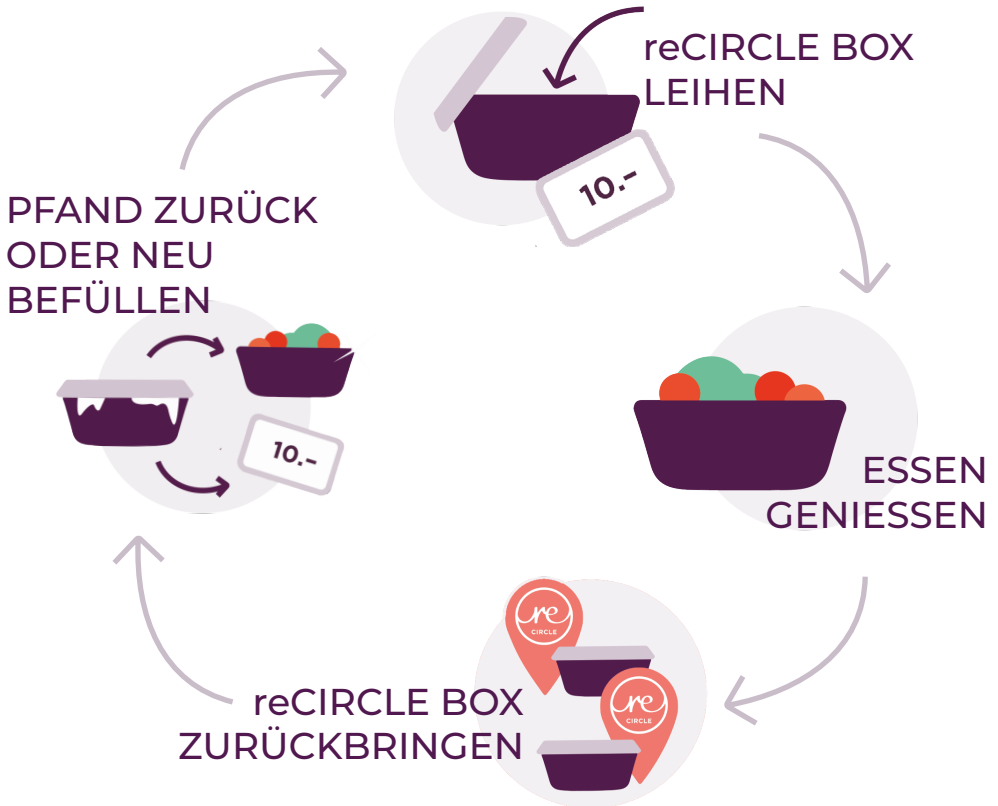 reCIRCLE BOX
LEIHEN
10.-
ESSEN
GENIESSEN
re
CIRCLE
re
CIRCLE
reCIRCLE BOX
ZURÜCKBRINGEN
PFAND ZURÜCK
ODER NEU
BEFÜLLEN
10.-